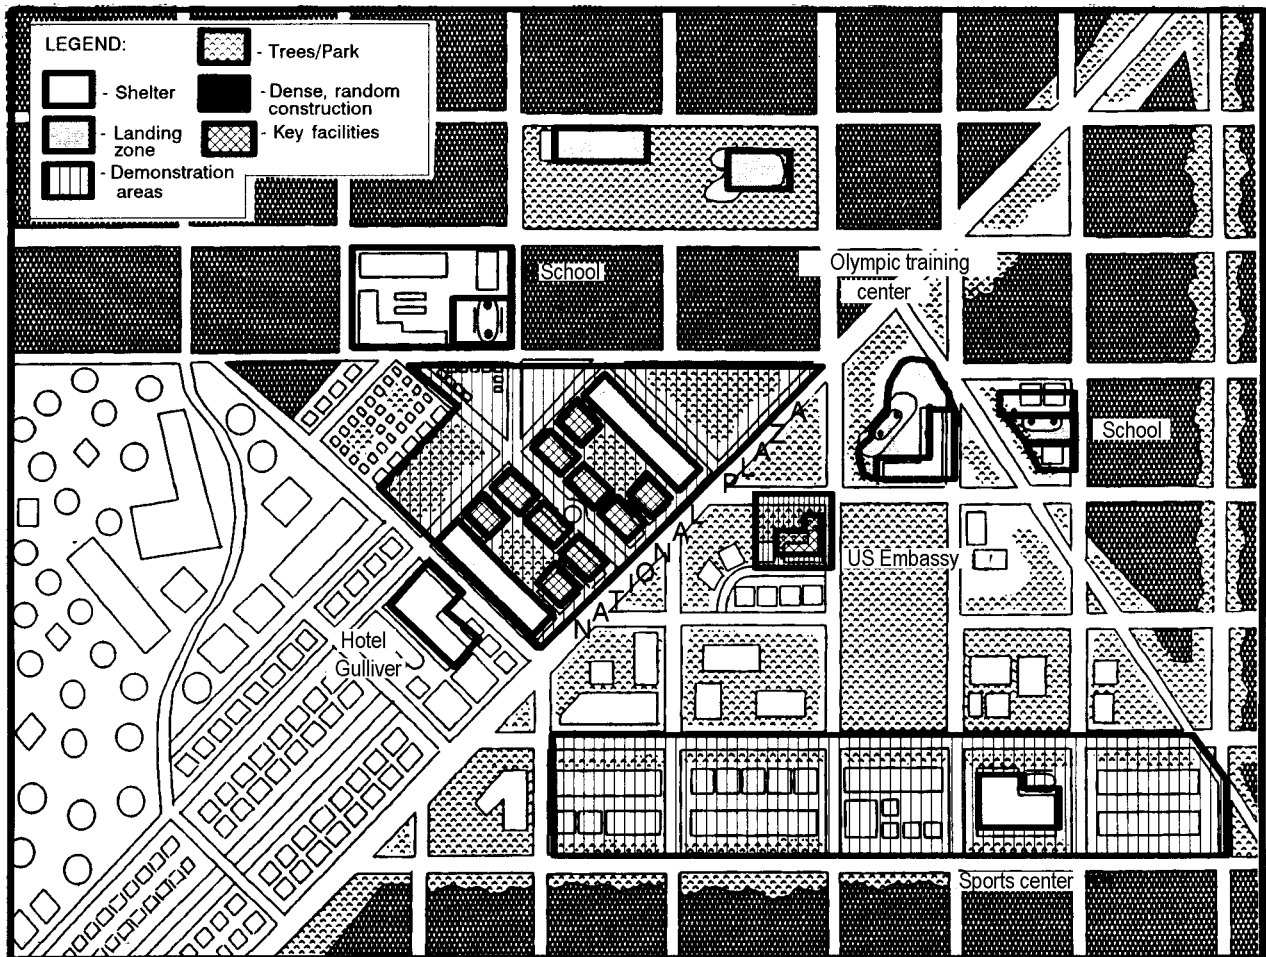 LEGEND:
- Trees/Park
- Shelter
- Dense, random
construction
- Landing
zone
- Key facilities
- Demonstration
areas
School
Olympic training
center
School
NATIONAL PLAZA
US Embassy
Hotel
Gulliver
Sports center